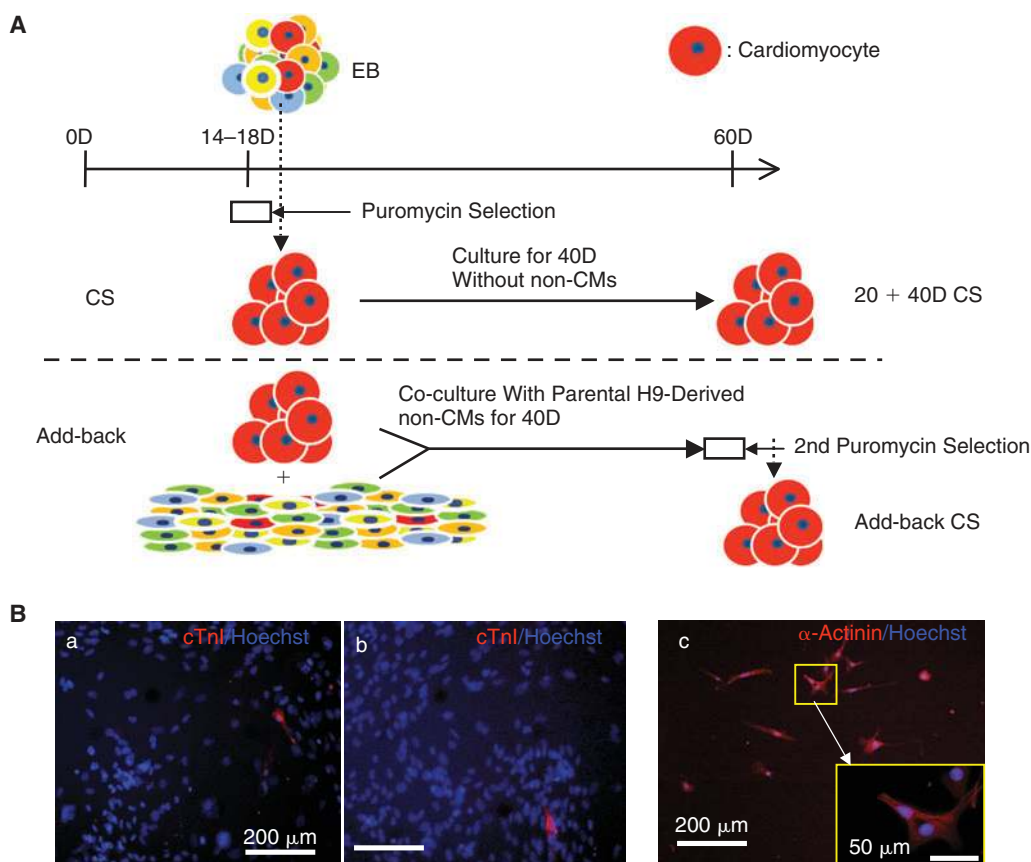 A
EB
: Cardiomyocyte
0D
14–18D
60D
Puromycin Selection
CS
Culture for 40D
Without non-CMs
20 + 40D CS
Add-back
Co-culture With Parental H9-Derived
non-CMs for 40D
+
2nd Puromycin Selection
Add-back CS
B
a
cTnI/Hoechst
200 µm
b
cTnI/Hoechst
c
α-Actinin/Hoechst
200 µm
50 µm